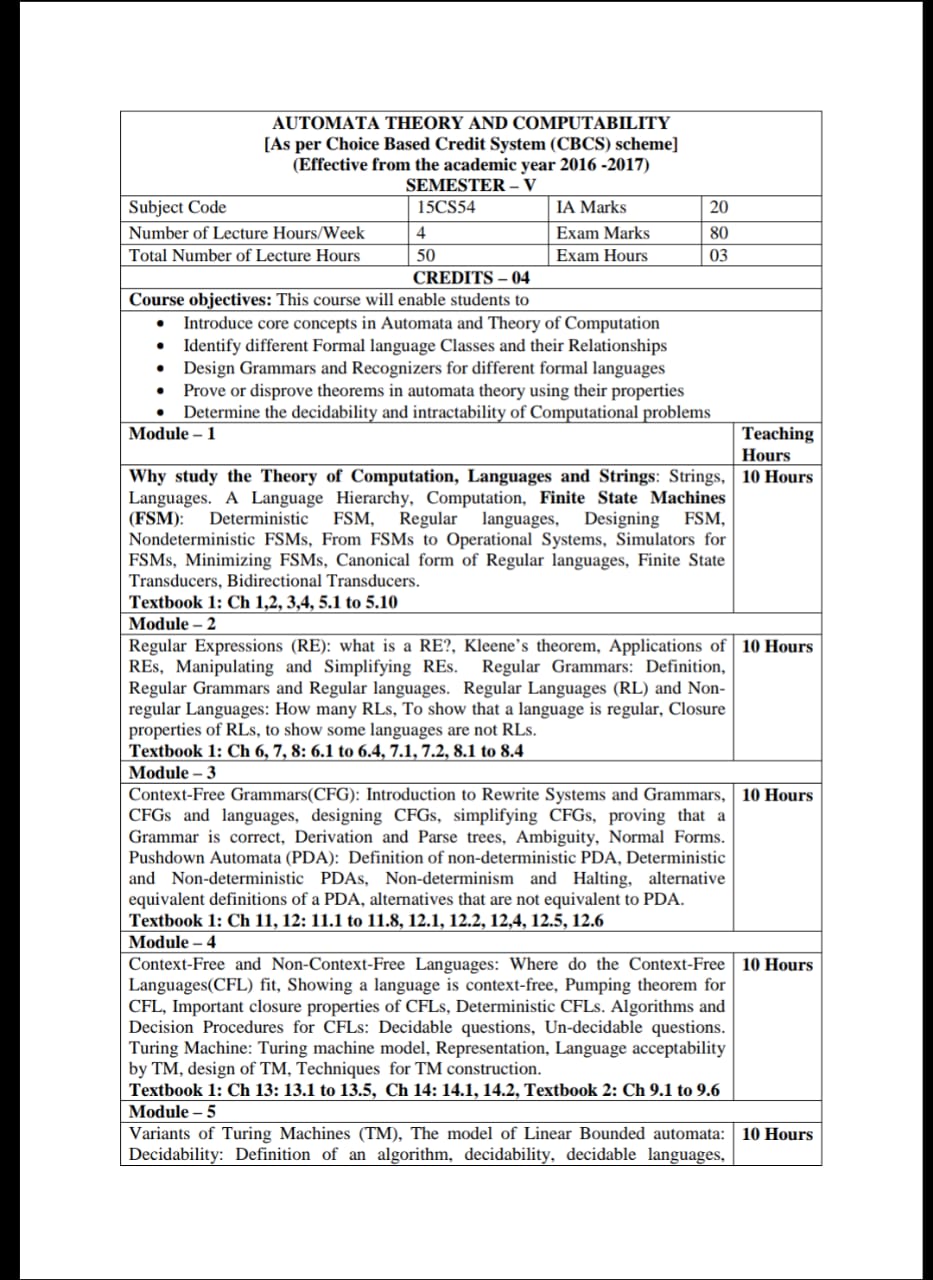 AUTOMATA THEORY AND COMPUTABILITY
[As per Choice Based Credit System (CBCS) scheme]
(Effective from the academic year 2016 -2017)
SEMESTER – V
Subject Code 15CS54 IA Marks 20
Number of Lecture Hours/Week 4 Exam Marks 80
Total Number of Lecture Hours 50 Exam Hours 03
CREDITS – 04
Course objectives: This course will enable students to
• Introduce core concepts in Automata and Theory of Computation
• Identify different Formal language Classes and their Relationships
• Design Grammars and Recognizers for different formal languages
• Prove or disprove theorems in automata theory using their properties
• Determine the decidability and intractability of Computational problems
Module – 1 Teaching
Hours
Why study the Theory of Computation, Languages and Strings: Strings, 10 Hours
Languages. A Language Hierarchy, Computation, Finite State Machines
(FSM): Deterministic FSM, Regular languages, Designing FSM,
Nondeterministic FSMs, From FSMs to Operational Systems, Simulators for
FSMs, Minimizing FSMs, Canonical form of Regular languages, Finite State
Transducers, Bidirectional Transducers.
Textbook 1: Ch 1,2, 3,4, 5.1 to 5.10
Module – 2
Regular Expressions (RE): what is a RE?, Kleene's theorem, Applications of 10 Hours
REs, Manipulating and Simplifying REs. Regular Grammars: Definition,
Regular Grammars and Regular languages. Regular Languages (RL) and Non-
regular Languages: How many RLs, To show that a language is regular, Closure
properties of RLs, to show some languages are not RLs.
Textbook 1: Ch 6, 7, 8: 6.1 to 6.4, 7.1, 7.2, 8.1 to 8.4
Module – 3
Context-Free Grammars(CFG): Introduction to Rewrite Systems and Grammars, 10 Hours
CFGs and languages, designing CFGs, simplifying CFGs, proving that a
Grammar is correct, Derivation and Parse trees, Ambiguity, Normal Forms.
Pushdown Automata (PDA): Definition of non-deterministic PDA, Deterministic
and Non-deterministic PDAs, Non-determinism and Halting, alternative
equivalent definitions of a PDA, alternatives that are not equivalent to PDA.
Textbook 1: Ch 11, 12: 11.1 to 11.8, 12.1, 12.2, 12,4, 12.5, 12.6
Module – 4
Context-Free and Non-Context-Free Languages: Where do the Context-Free 10 Hours
Languages(CFL) fit, Showing a language is context-free, Pumping theorem for
CFL, Important closure properties of CFLs, Deterministic CFLs. Algorithms and
Decision Procedures for CFLs: Decidable questions, Un-decidable questions.
Turing Machine: Turing machine model, Representation, Language acceptability
by TM, design of TM, Techniques for TM construction.
Textbook 1: Ch 13: 13.1 to 13.5, Ch 14: 14.1, 14.2, Textbook 2: Ch 9.1 to 9.6
Module – 5
Variants of Turing Machines (TM), The model of Linear Bounded automata: 10 Hours
Decidability: Definition of an algorithm, decidability, decidable languages,